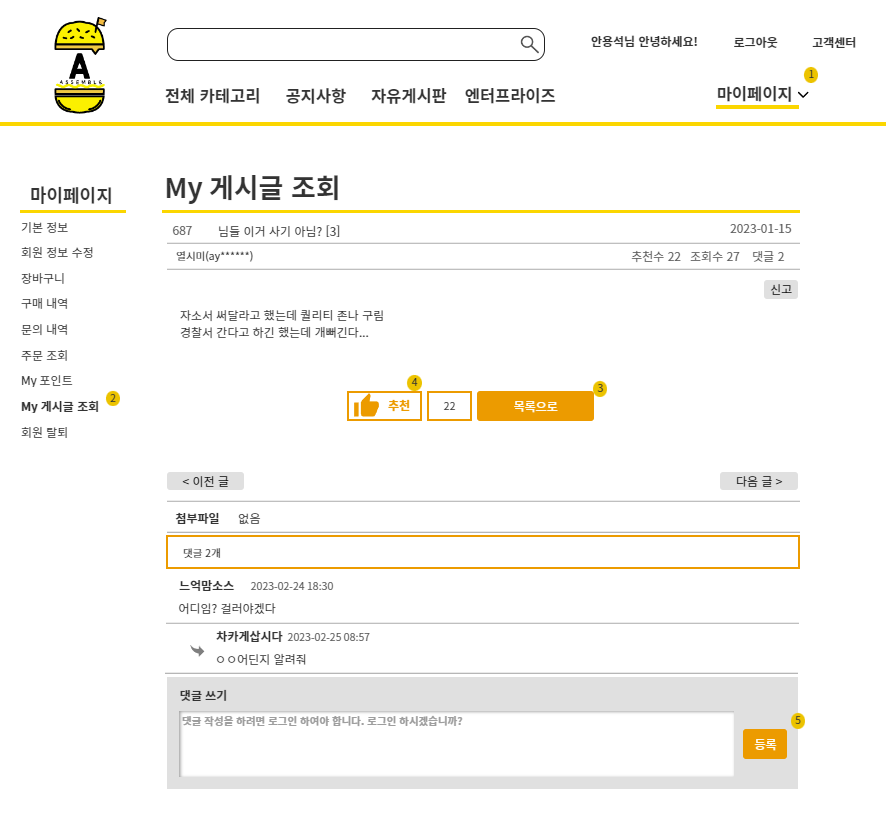 A
ASSEMBLE
안용석님 안녕하세요!
로그아웃
고객센터
전체 카테고리
공지사항
자유게시판
엔터프라이즈
마이페이지
1
마이페이지
기본 정보
회원 정보 수정
장바구니
구매 내역
문의 내역
주문 조회
My 포인트
My 게시글 조회
2
회원 탈퇴
My 게시글 조회
687 님들 이거 사기 아님? [3] 2023-01-15
열시미(ay******) 추천수 22 조회수 27 댓글 2
신고
자소서 써달라고 했는데 퀄리티 존나 구림
경찰서 간다고 하긴 했는데 개뻐긴다...
추천
4
22
목록으로
3
< 이전 글
다음 글 >
첨부파일 없음
댓글 2개
느억맘소스 2023-02-24 18:30
어디임? 걸러야겠다
차카게삽시다 2023-02-25 08:57
ㅇㅇ어딘지 알려줘
댓글 쓰기
댓글 작성을 하려면 로그인 하여야 합니다. 로그인 하시겠습니까?
등록
5